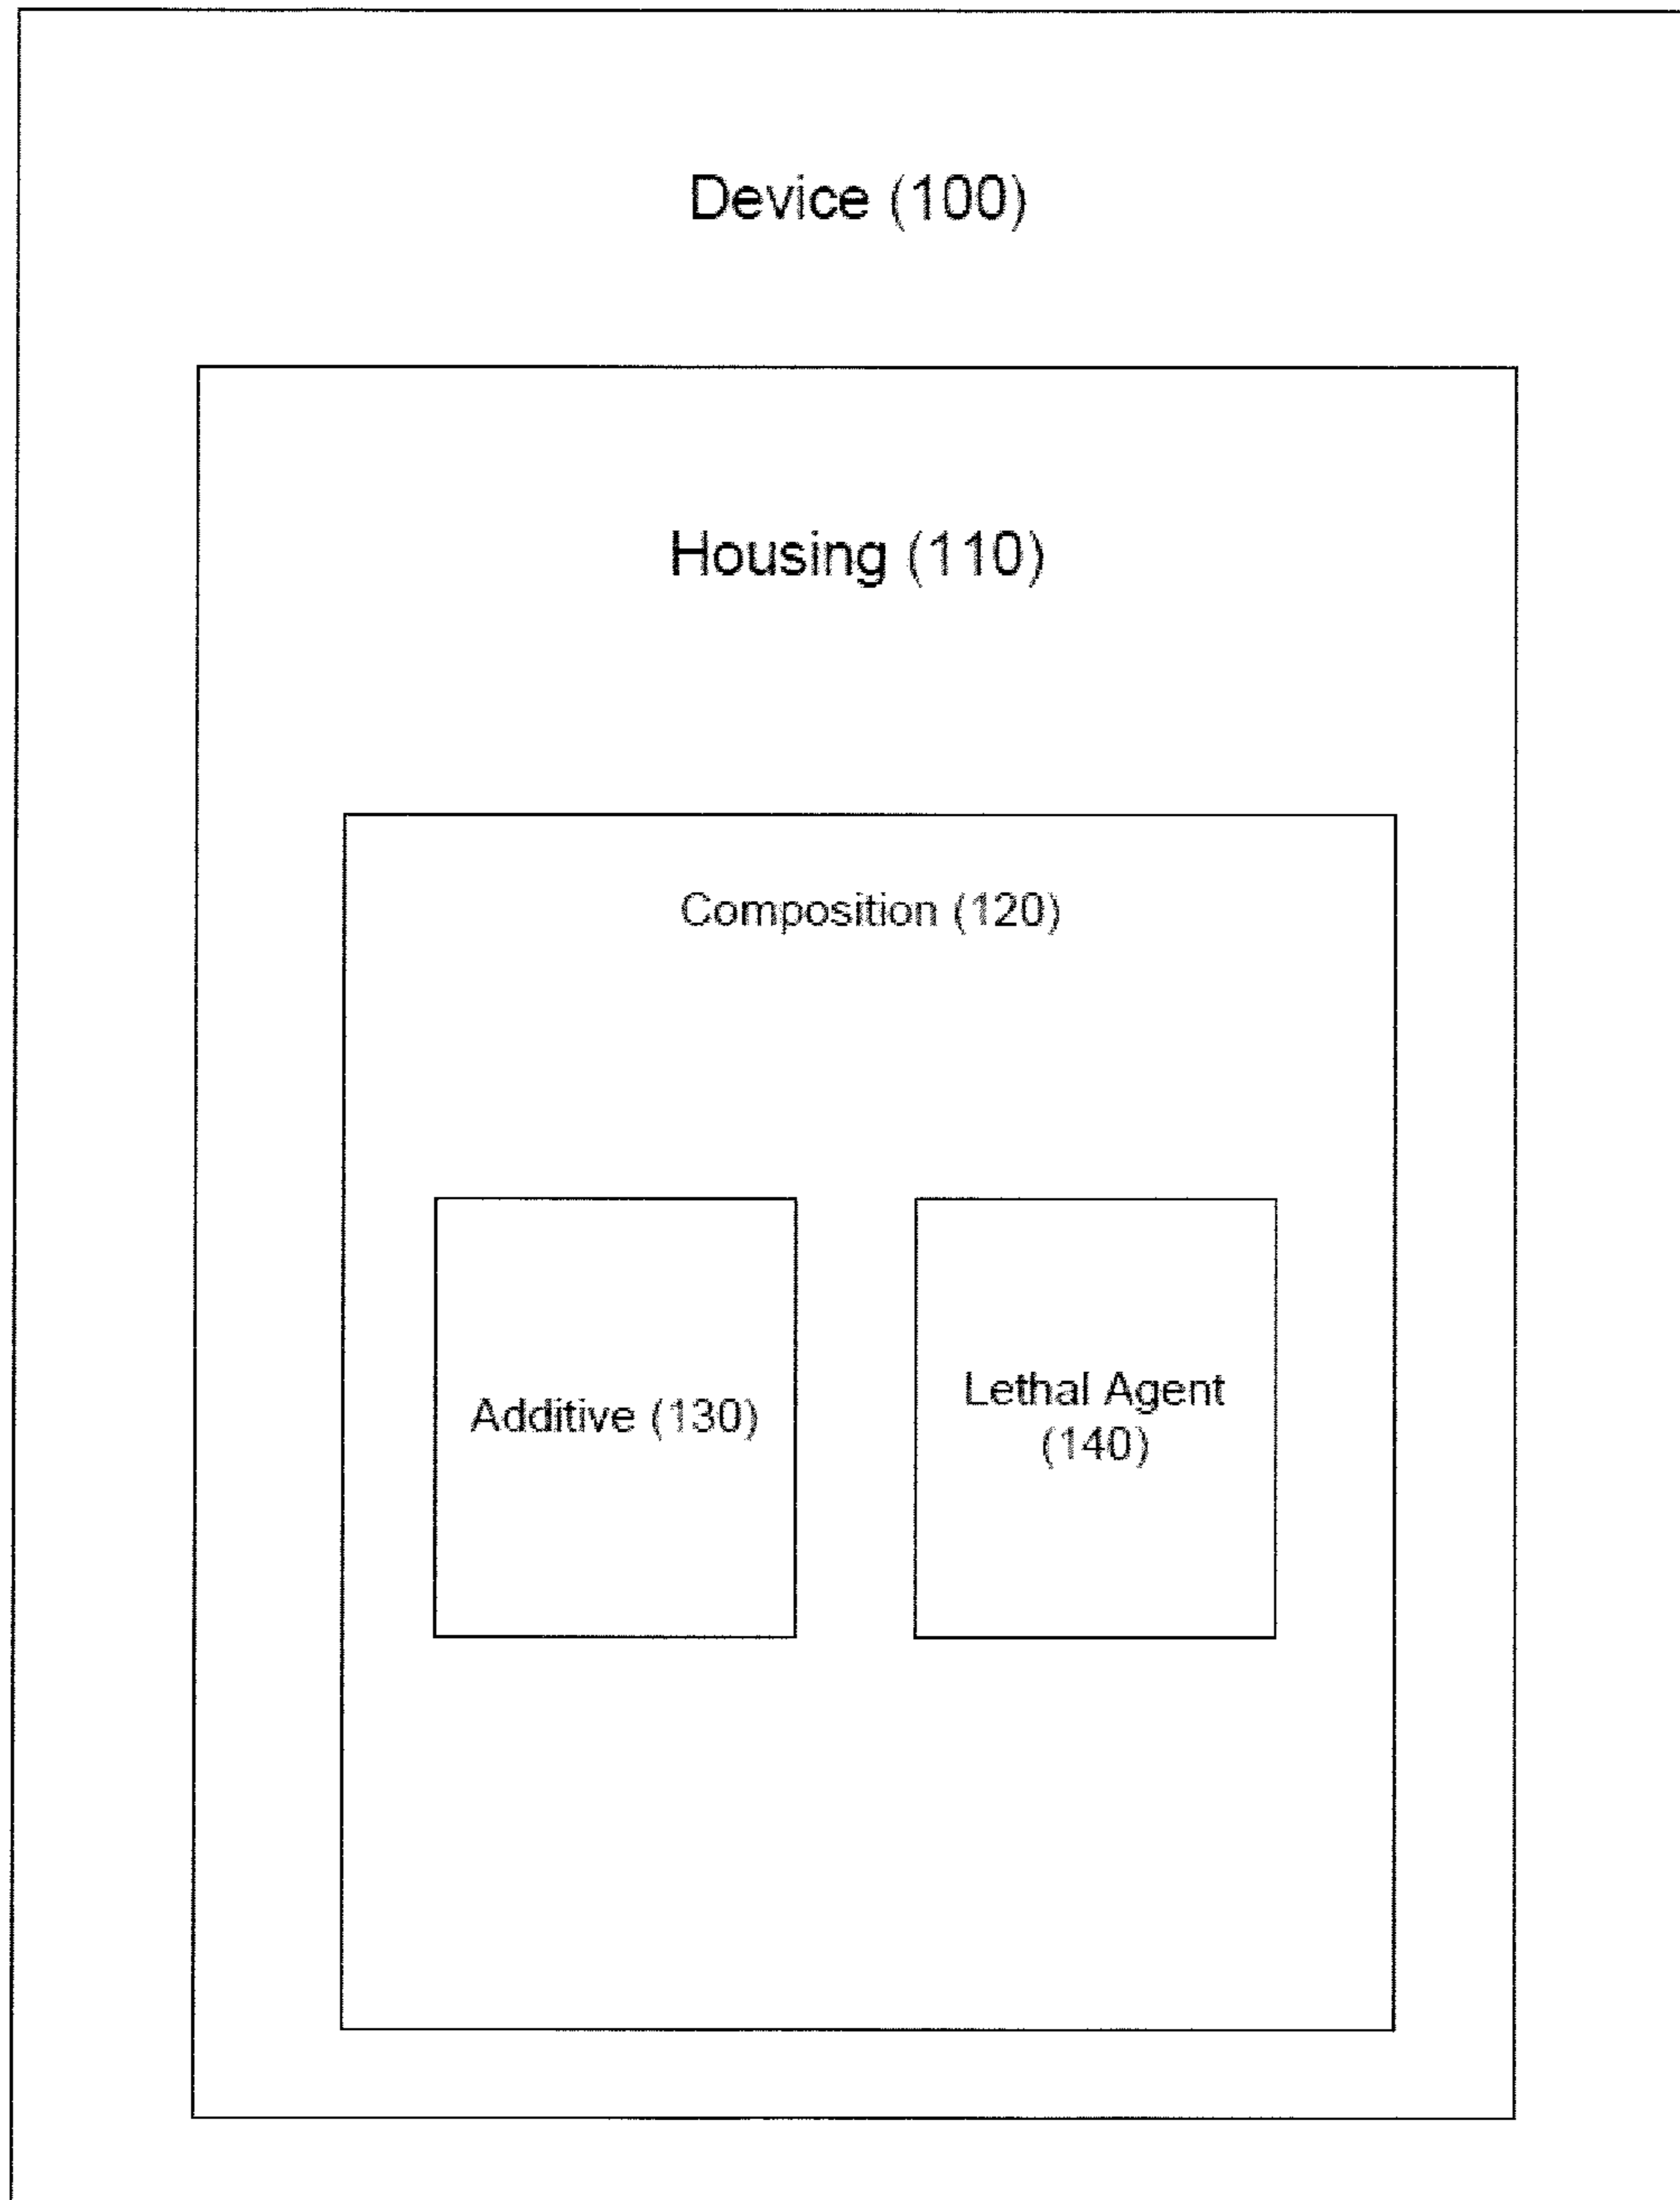 Device (100)
Housing (110)
Composition (120)
Additive (130)
Lethal Agent
(140)